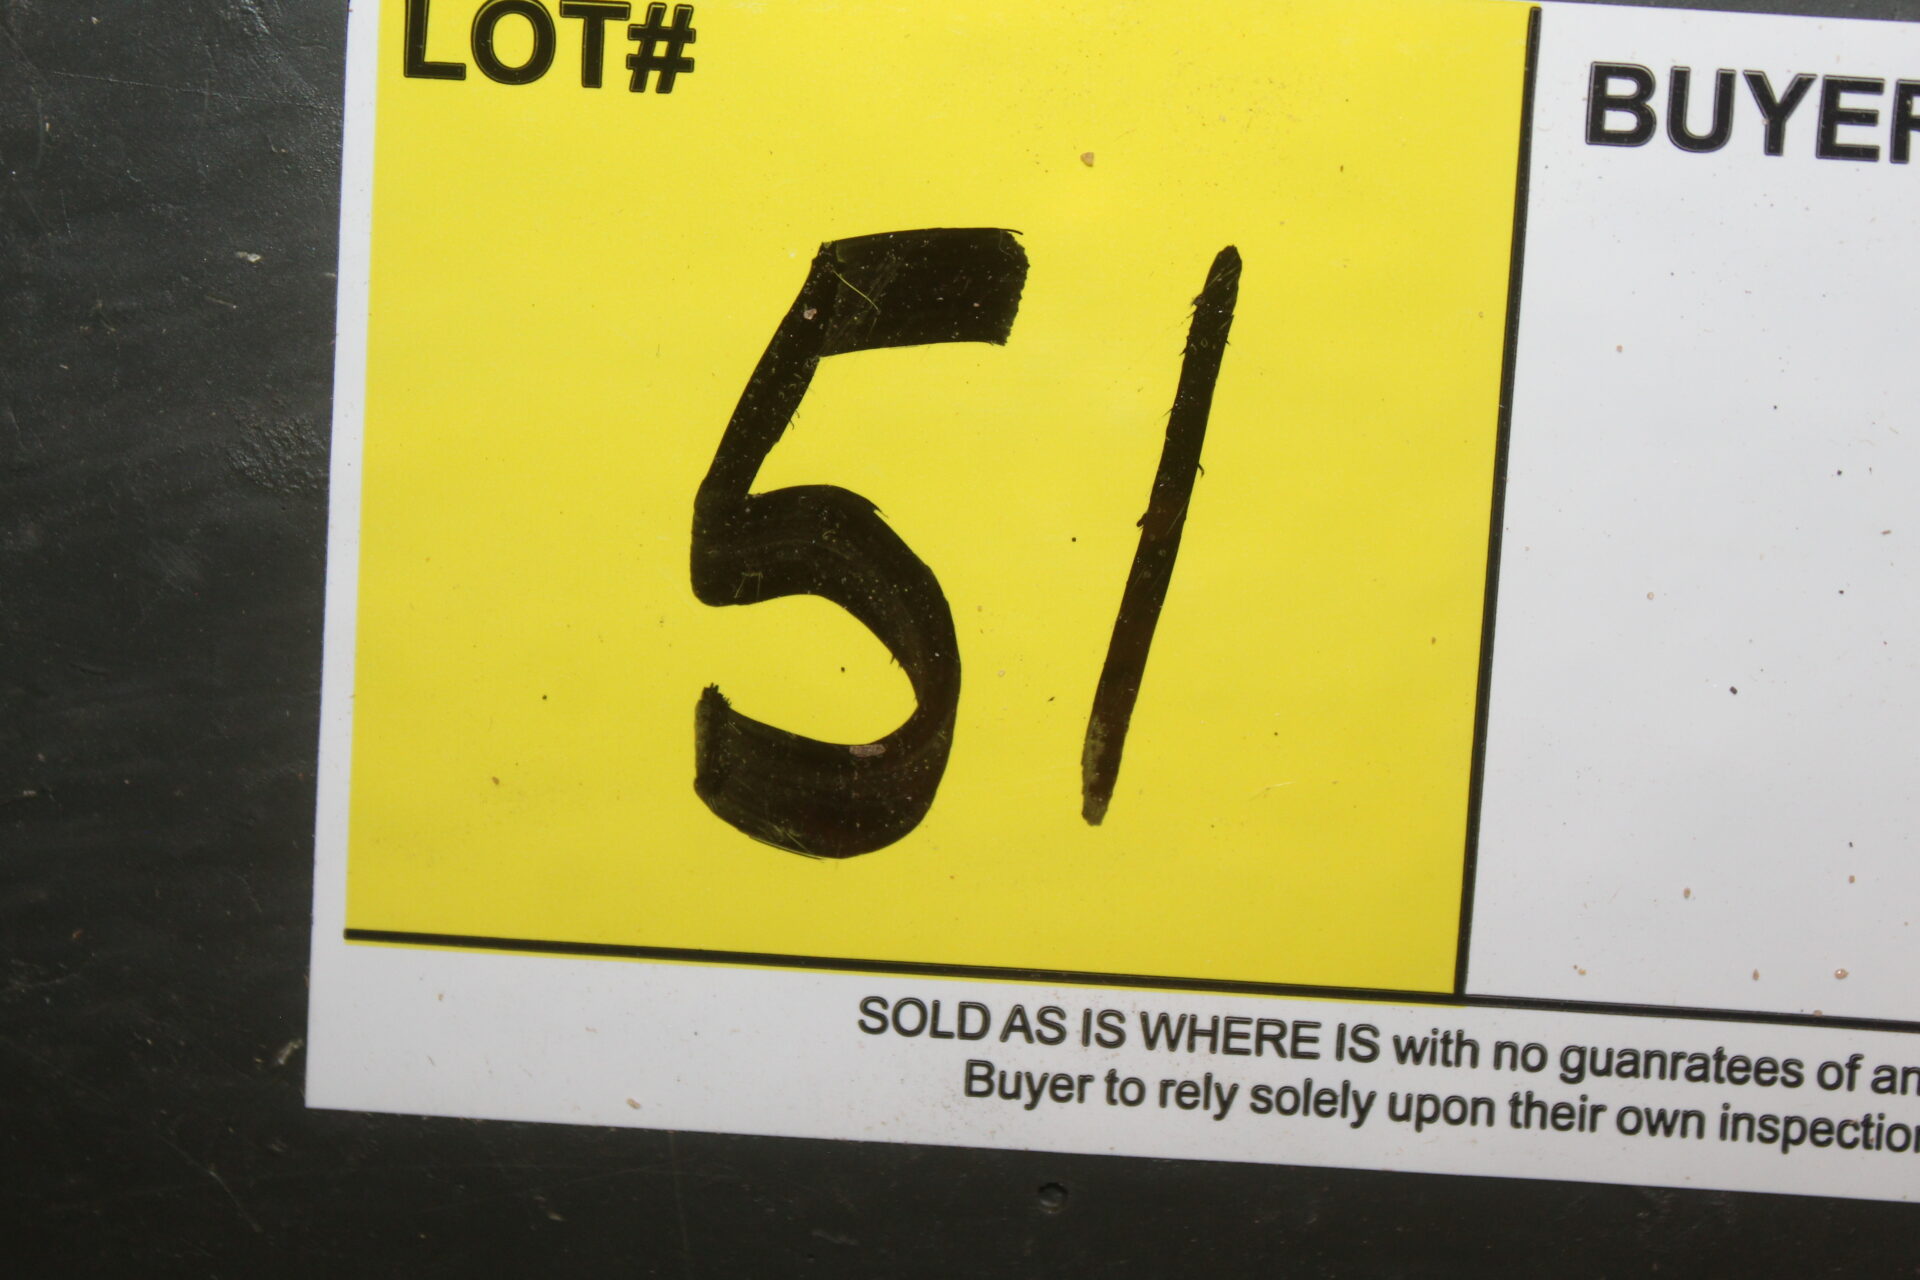 LOT#
BUYER
51
SOLD AS IS WHERE IS with no guanratees of an
Buyer to rely solely upon their own inspection